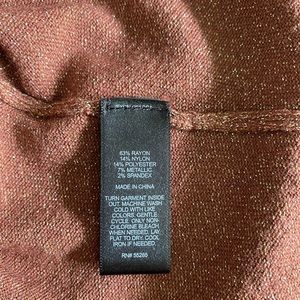 63% RAYON
14% NYLON
14% POLYESTER
7% METALLIC
2% SPANDEX
MADE IN CHINA
TURN GARMENT INSIDE
OUT. MACHINE WASH
COLD WITH LIKE
COLORS. GENTLE
CYCLE. ONLY NON-
CHLORINE BLEACH
WHEN NEEDED. LAY
FLAT TO DRY. COOL
IRON IF NEEDED.
RN# 55285